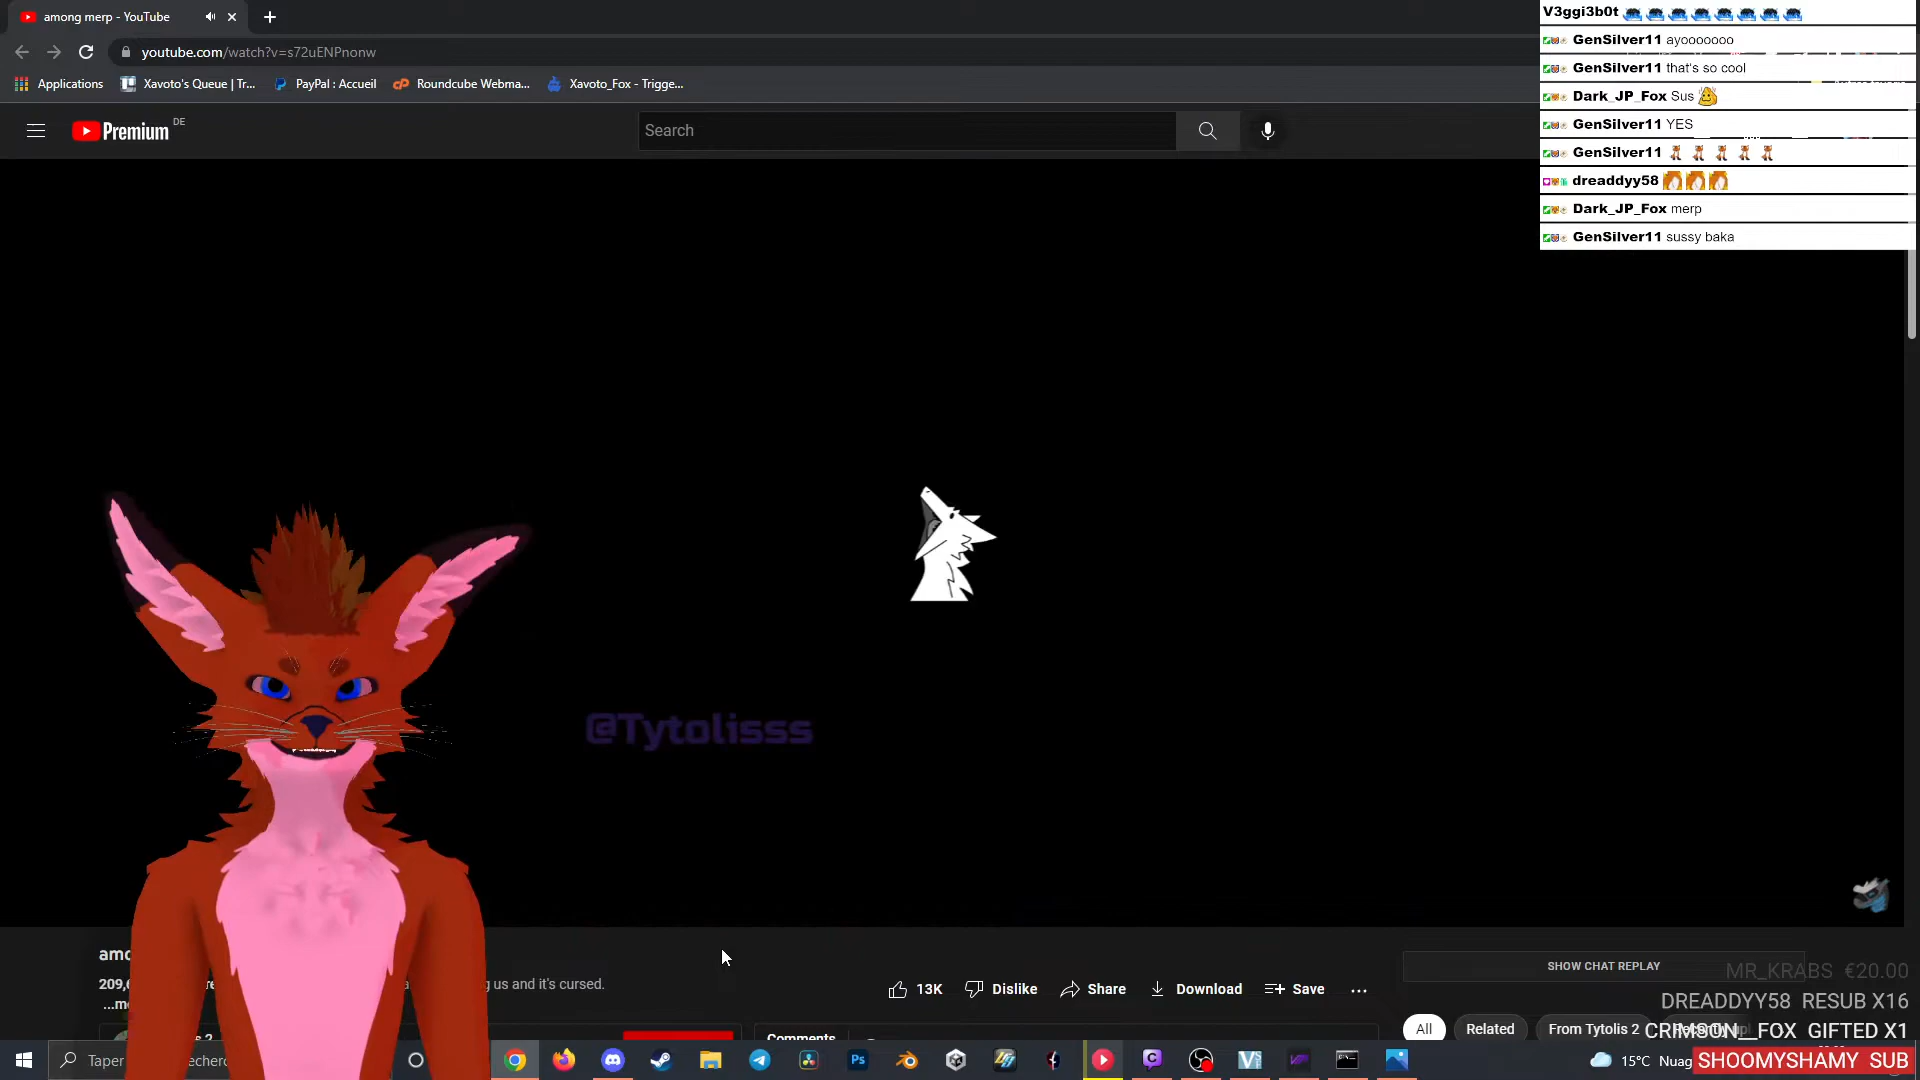 among merp - YouTube
youtube.com/watch?v=s72uENPnonw
Applications
Xavoto's Queue | Tr...
PayPal : Accueil
Roundcube Webma...
Xavoto_Fox - Trigge...
Premium DE
Search
V3ggi3b0t
GenSilver11 ayooooooo
GenSilver11 that's so cool
Dark_JP_Fox Sus
GenSilver11 YES
GenSilver11
dreaddyy58
Dark_JP_Fox merp
GenSilver11 sussy baka
@Tytolisss
us and it's cursed.
13K
Dislike
Share
Download
Save
SHOW CHAT REPLAY
MR_KRABS €20.00
DREADDYY58 RESUB X16
All
Related
From Tytolis 2
CRIMSON__FOX GIFTED X1
Comments
Taper
15°C Nuag
SHOOMYSHAMY SUB